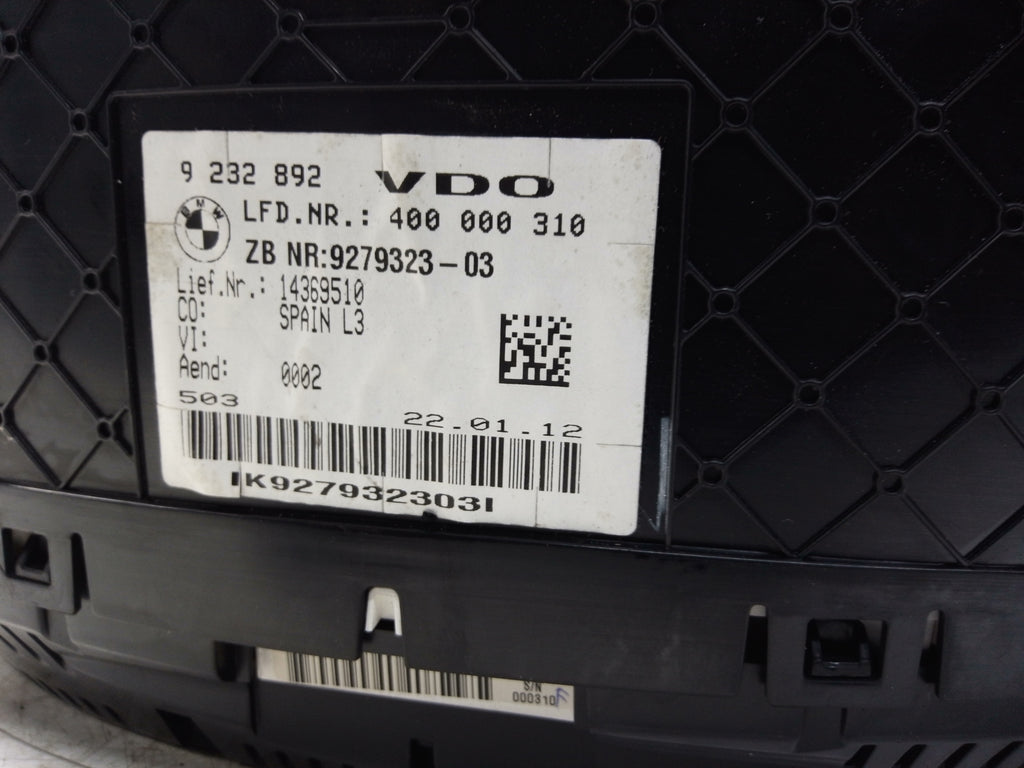 9 232 892 VDO
BMW
LFD.NR.: 400 000 310
ZB NR:9279323-03
Lief.Nr.: 14369510
CO: SPAIN L3
VI:
Aend: 0002
503 22.01.12
IK927932303I
S/N
000310